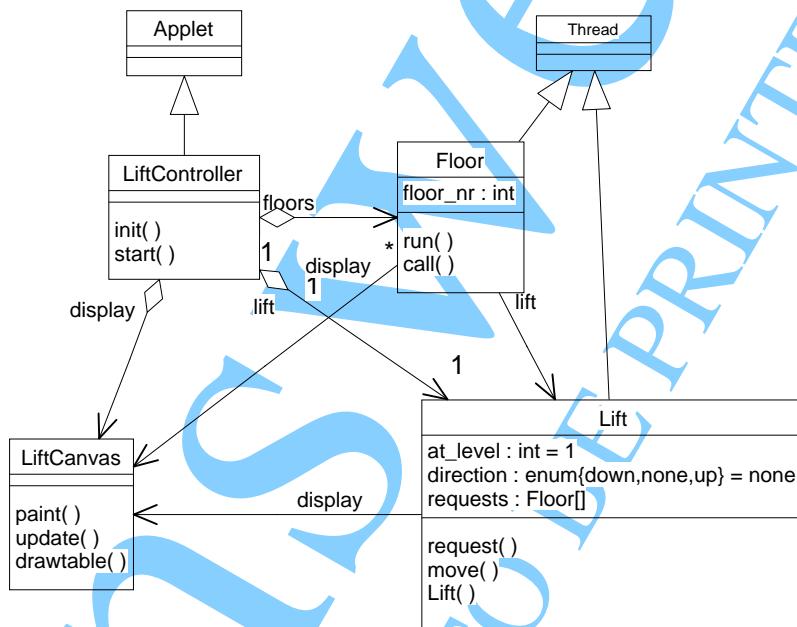 Applet
Thread
LiftController
init( )
start( )
Floor
floor_nr : int
run( )
call( )
floors
1
*
display
1
lift
lift
display
1
LiftCanvas
paint( )
update( )
drawtable( )
display
Lift
at_level : int = 1
direction : enum{down,none,up} = none
requests : Floor[]
request( )
move( )
Lift( )